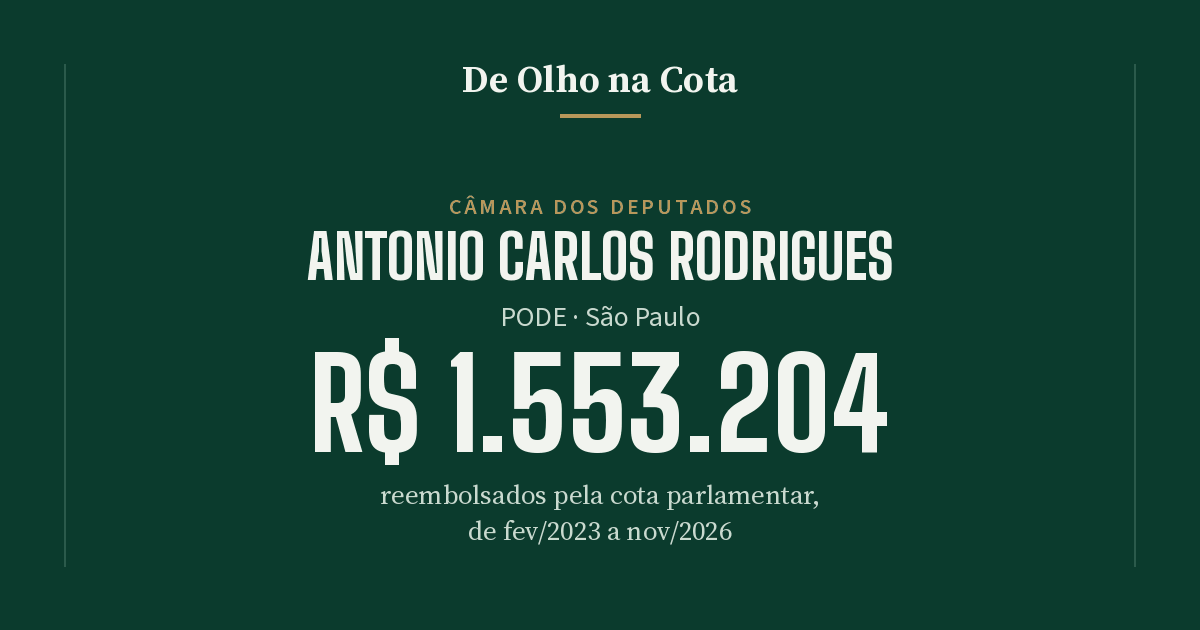 De Olho na Cota
CÂMARA DOS DEPUTADOS
ANTONIO CARLOS RODRIGUES
PODE · São Paulo
R$ 1.553.204
reembolsados pela cota parlamentar,
de fev/2023 a nov/2026